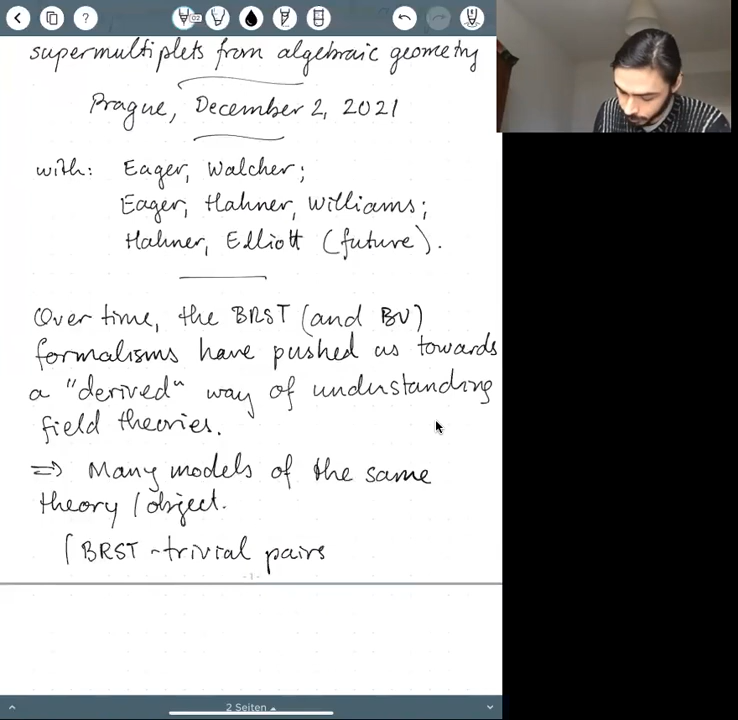 supermultiplets from algebraic geometry
Prague, December 2, 2021
with: Eager, Walcher;
Eager, Hahner, Williams;
Hahner, Elliott (future).
Over time, the BRST (and BV)
formalisms have pushed us towards
a "derived" way of understanding
field theories.
⇒ Many models of the same
theory / object.
[BRST-trivial pairs
-1-
2 Seiten